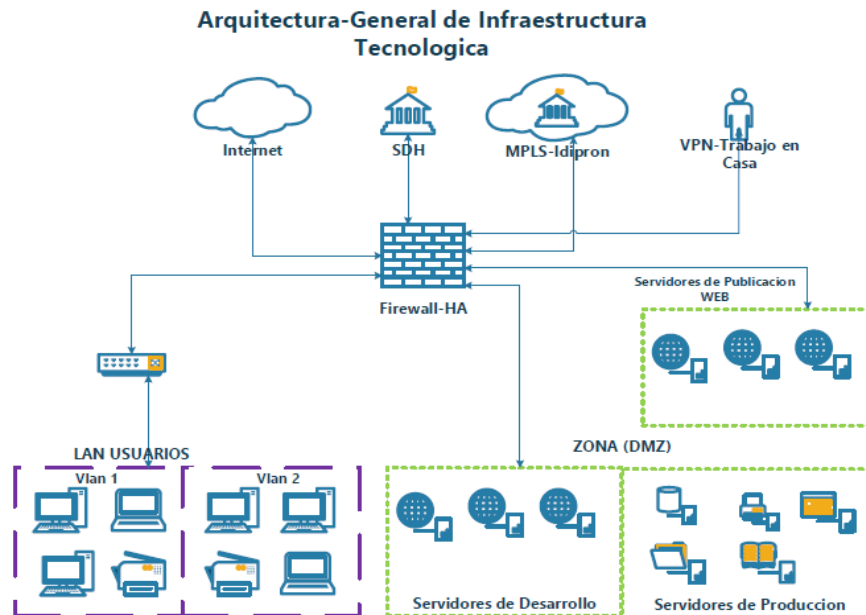 Arquitectura-General de Infraestructura
Tecnologica
Internet
SDH
MPLS-Idipron
VPN-Trabajo en
Casa
Firewall-HA
Servidores de Publicacion
WEB
LAN USUARIOS
ZONA (DMZ)
Vlan 1
Vlan 2
Servidores de Desarrollo
Servidores de Produccion